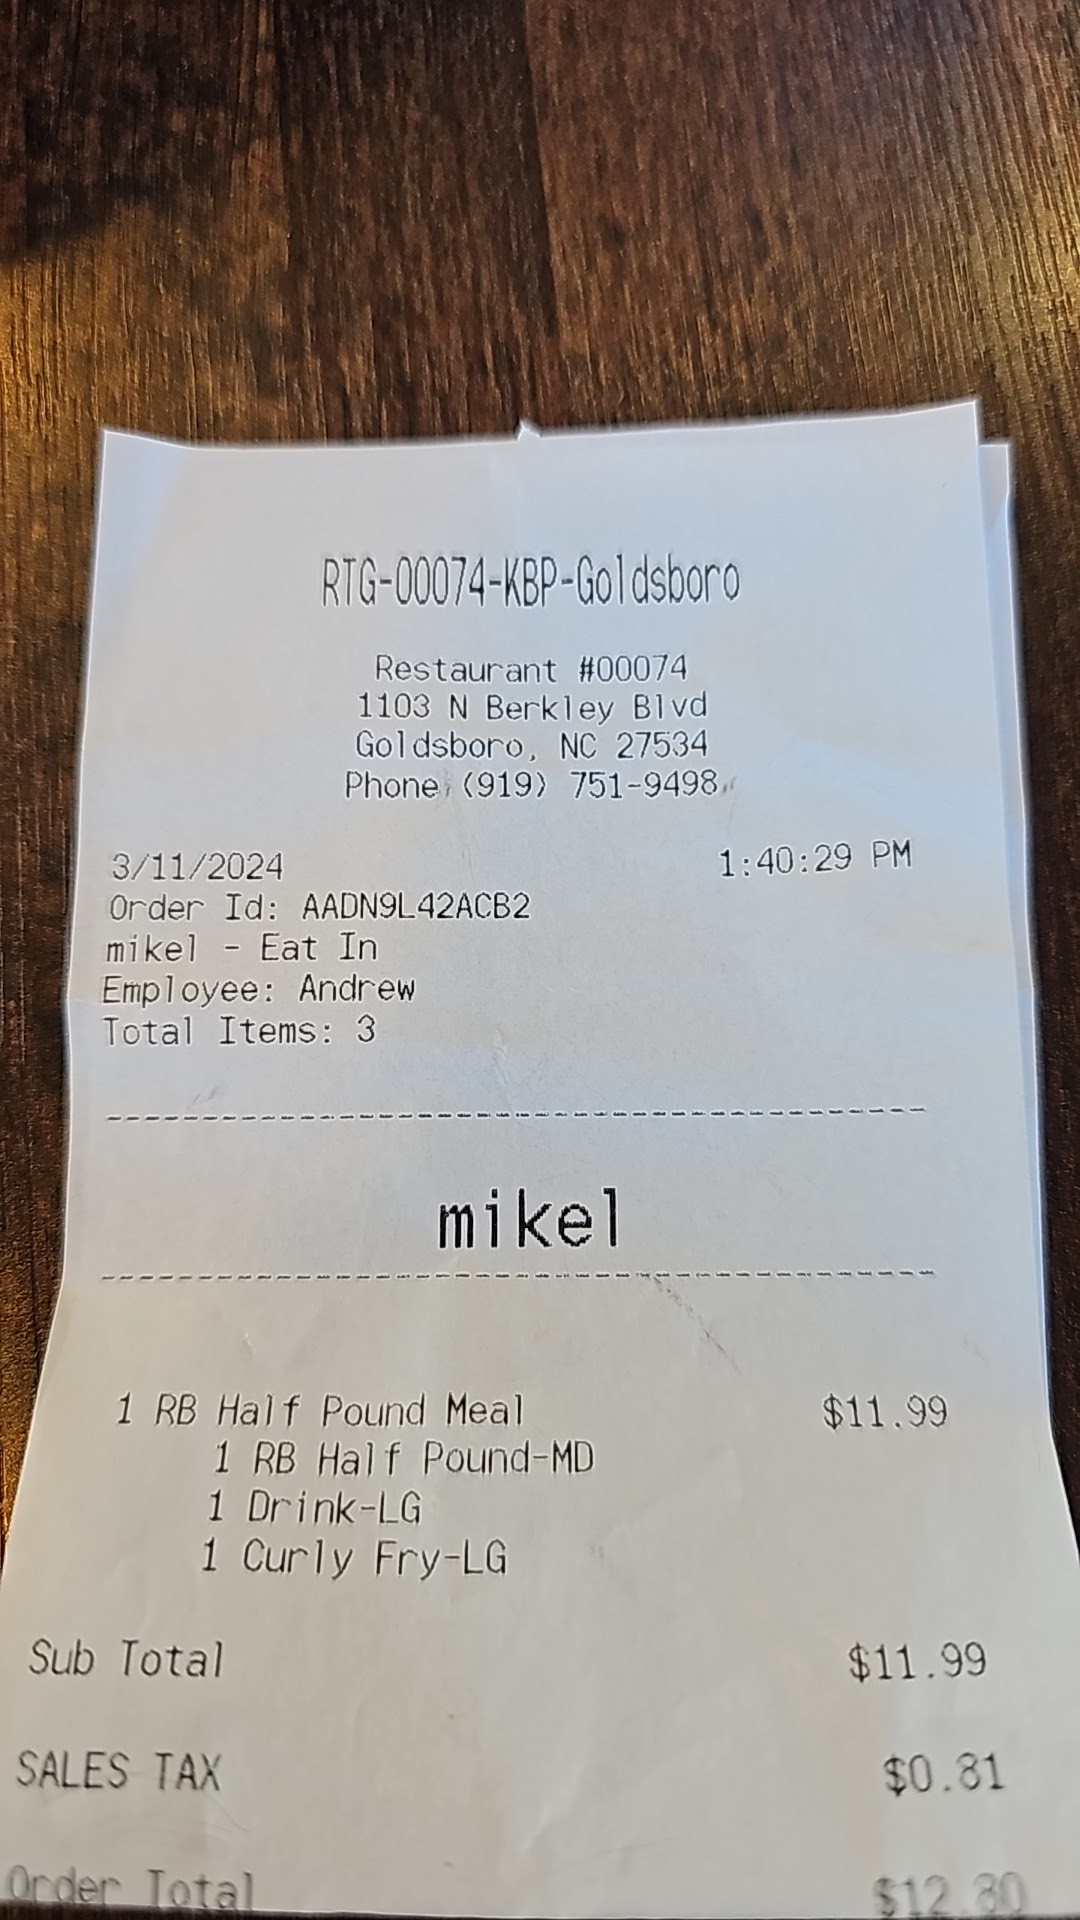 RTG-00074-KBP-Goldsboro
Restaurant #00074
1103 N Berkley Blvd
Goldsboro, NC 27534
Phone: (919) 751-9498
3/11/2024 1:40:29 PM
Order Id: AADN9L42ACB2
mikel - Eat In
Employee: Andrew
Total Items: 3
mikel
1 RB Half Pound Meal $11.99
1 RB Half Pound-MD
1 Drink-LG
1 Curly Fry-LG
Sub Total $11.99
SALES TAX $0.81
Order Total $12.80